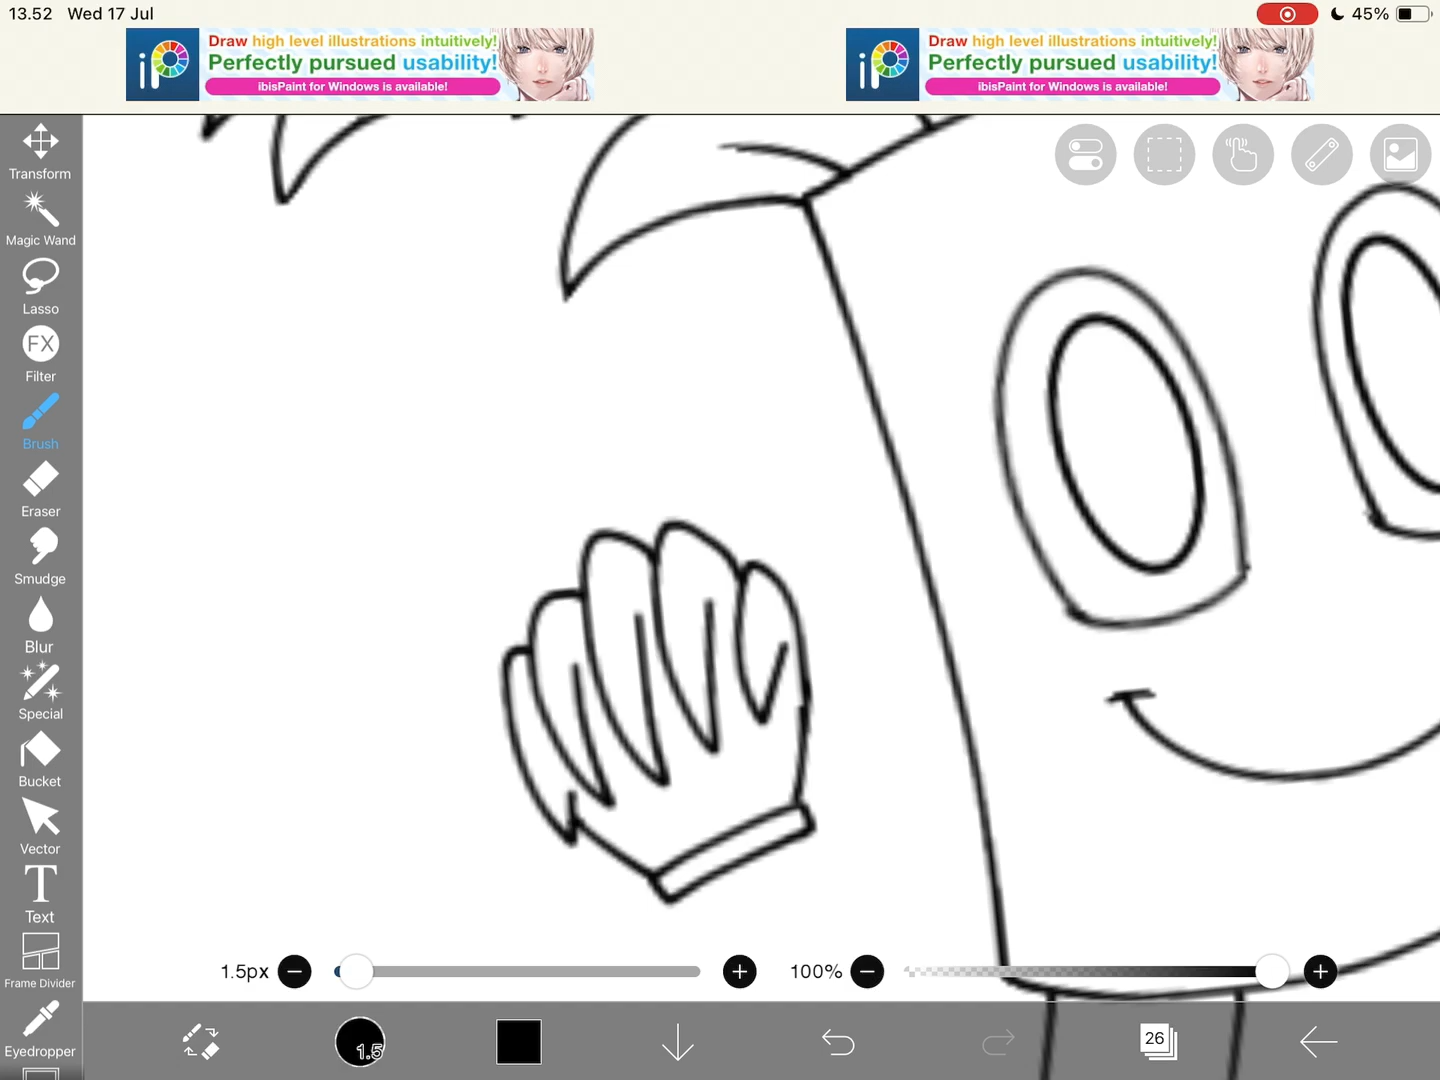 13.52 Wed 17 Jul
45%
iP
Draw high level illustrations intuitively!
Perfectly pursued usability!
ibisPaint for Windows is available!
iP
Draw high level illustrations intuitively!
Perfectly pursued usability!
ibisPaint for Windows is available!
Transform
Magic Wand
Lasso
FX
Filter
Brush
Eraser
Smudge
Blur
Special
Bucket
Vector
T
Text
Frame Divider
Eyedropper
1.5px
100%
1.5
26